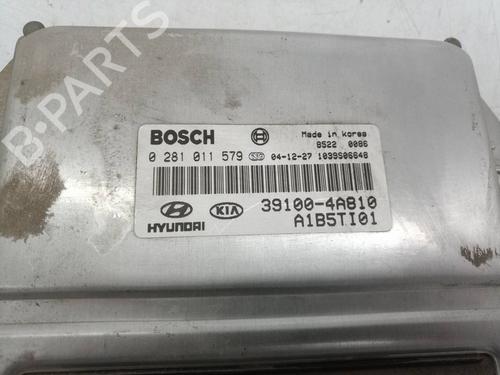 B-PARTS
BOSCH
Made in Korea
8522 0086
0 281 011 579 04-12-27 1039S06648
HYUNDAI KIA
39100-4A810
A1B5TI01